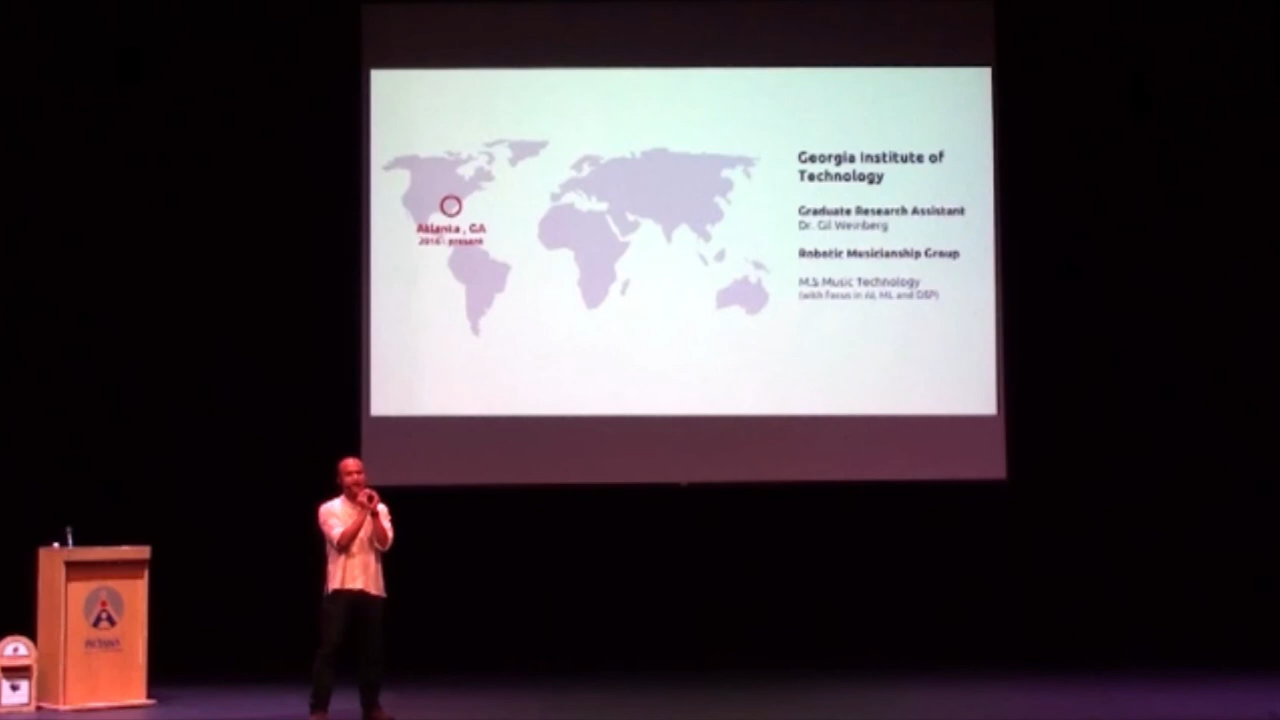 Georgia Institute of
Technology
Graduate Research Assistant
Dr. Gil Weinberg
Robotic Musicianship Group
M.S Music Technology
(with Focus in AI, ML and DSP)
Atlanta , GA
2016 - present